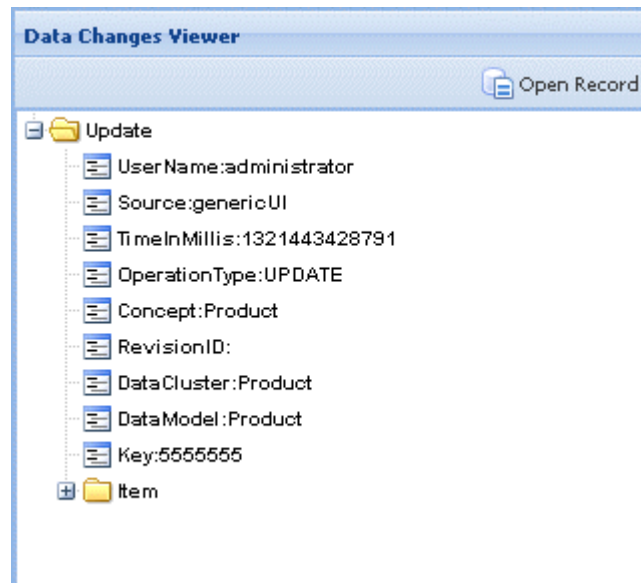 Data Changes Viewer
Open Record
Update
UserName:administrator
Source:genericUI
TimeInMillis:1321443428791
OperationType:UPDATE
Concept:Product
RevisionID:
DataCluster:Product
DataModel:Product
Key:5555555
Item